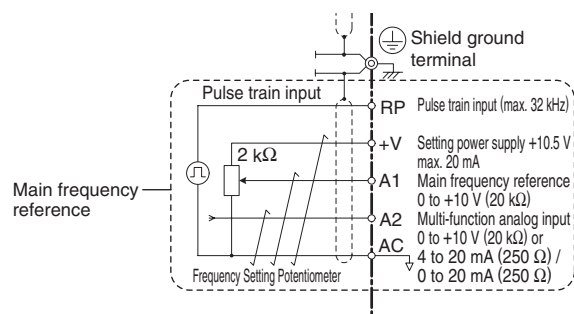 Shield ground
terminal
Pulse train input
RP Pulse train input (max. 32 kHz)
+V Setting power supply +10.5 V
max. 20 mA
2 kΩ
A1 Main frequency reference
0 to +10 V (20 kΩ)
Main frequency
reference
A2 Multi-function analog input
0 to +10 V (20 kΩ) or
AC 4 to 20 mA (250 Ω) /
0 to 20 mA (250 Ω)
Frequency Setting Potentiometer